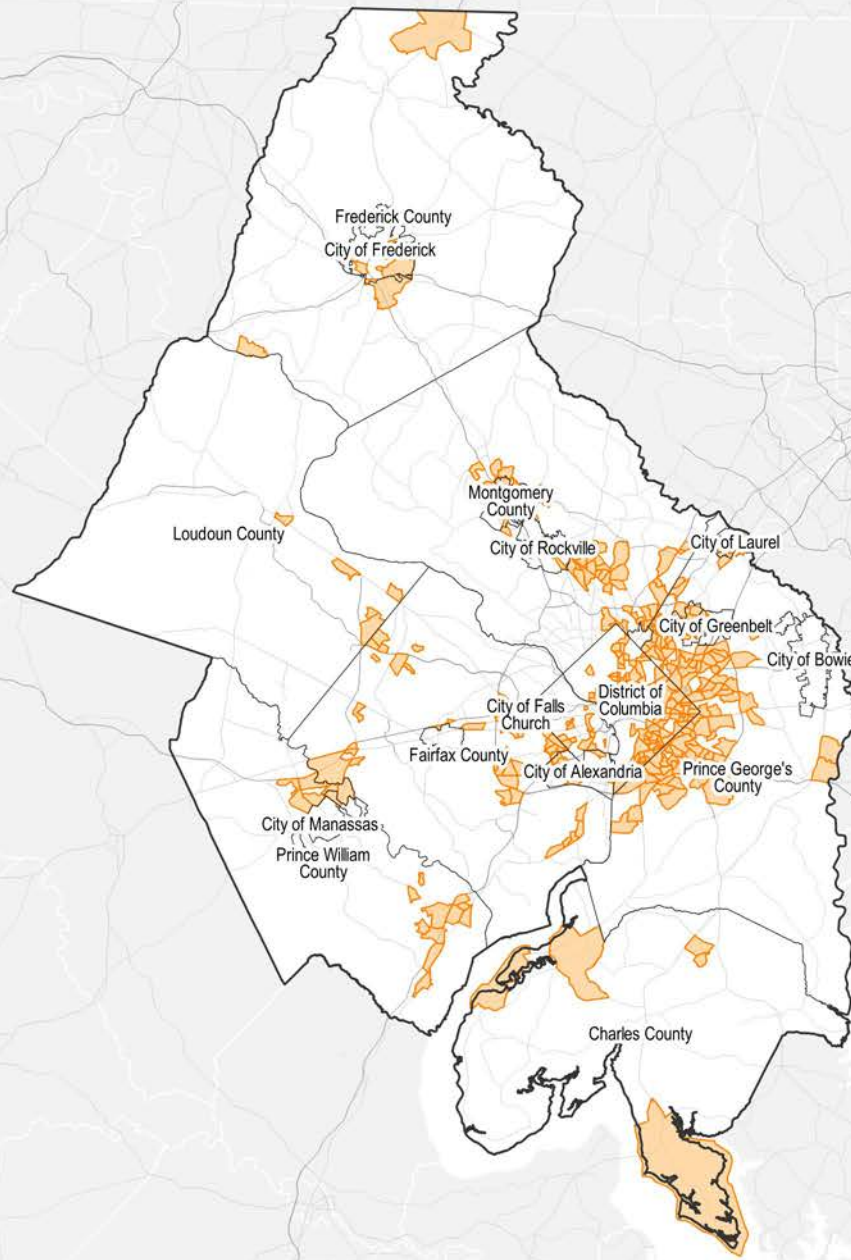 Frederick County
City of Frederick
Montgomery
County
Loudoun County
City of Rockville
City of Laurel
City of Greenbelt
City of Bowie
District of
Columbia
City of Falls
Church
Fairfax County
City of Alexandria
Prince George's
County
City of Manassas
Prince William
County
Charles County